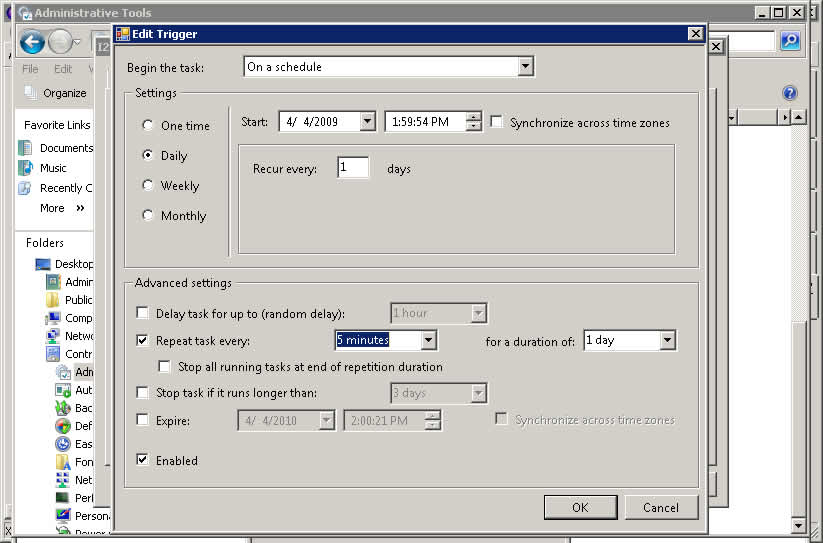 Administrative Tools
Edit Trigger
Begin the task: On a schedule
File Edit
Organize
Settings
Favorite Links
Documents
Music
Recently C
More »
Folders
Desktop
Admin
Public
Comp
Netwo
Contr
Adm
Aut
Bac
Def
Eas
Fon
Net
Perf
Persona
Power
One time
Daily
Weekly
Monthly
Start: 4/ 4/2009 1:59:54 PM Synchronize across time zones
Recur every: 1 days
Advanced settings
Delay task for up to (random delay): 1 hour
Repeat task every: 5 minutes for a duration of: 1 day
Stop all running tasks at end of repetition duration
Stop task if it runs longer than: 3 days
Expire: 4/ 4/2010 2:00:21 PM Synchronize across time zones
Enabled
OK Cancel